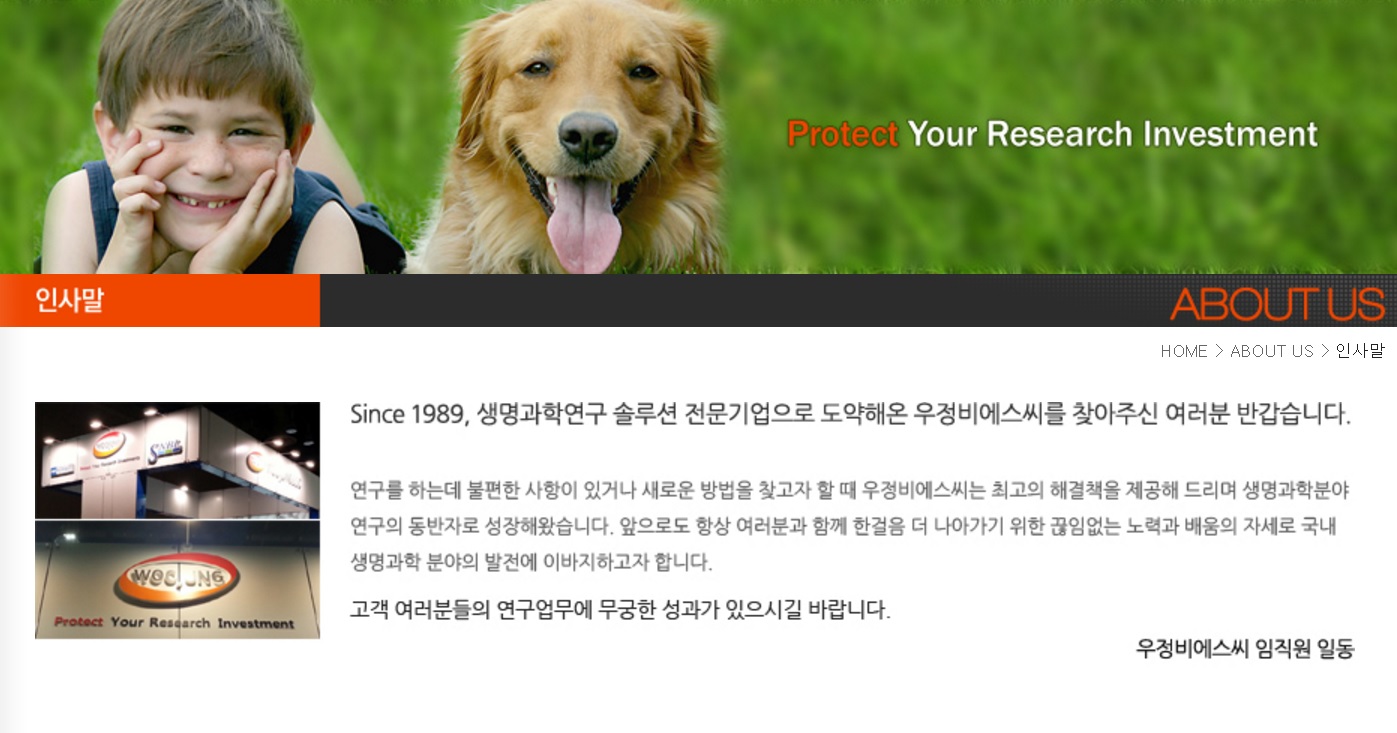 Protect Your Research Investment
인사말
ABOUT US
HOME > ABOUT US > 인사말
Since 1989, 생명과학연구 솔루션 전문기업으로 도약해온 우정비에스씨를 찾아주신 여러분 반갑습니다.
연구를 하는데 불편한 사항이 있거나 새로운 방법을 찾고자 할 때 우정비에스씨는 최고의 해결책을 제공해 드리며 생명과학분야
연구의 동반자로 성장해왔습니다. 앞으로도 항상 여러분과 함께 한걸음 더 나아가기 위한 끊임없는 노력과 배움의 자세로 국내
생명과학 분야의 발전에 이바지하고자 합니다.
고객 여러분들의 연구업무에 무궁한 성과가 있으시길 바랍니다.
우정비에스씨 임직원 일동
WOOJUNG
Protect Your Research Investment
WOOJUNG
Protect Your Research Investment